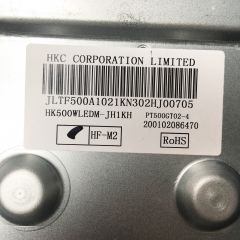 HKC CORPORATION LIMITED
JLTF500A1021KN302HJ00705
HK500WLEDM-JH1KH PT500GT02-4
200102086470
HF-M2
RoHS